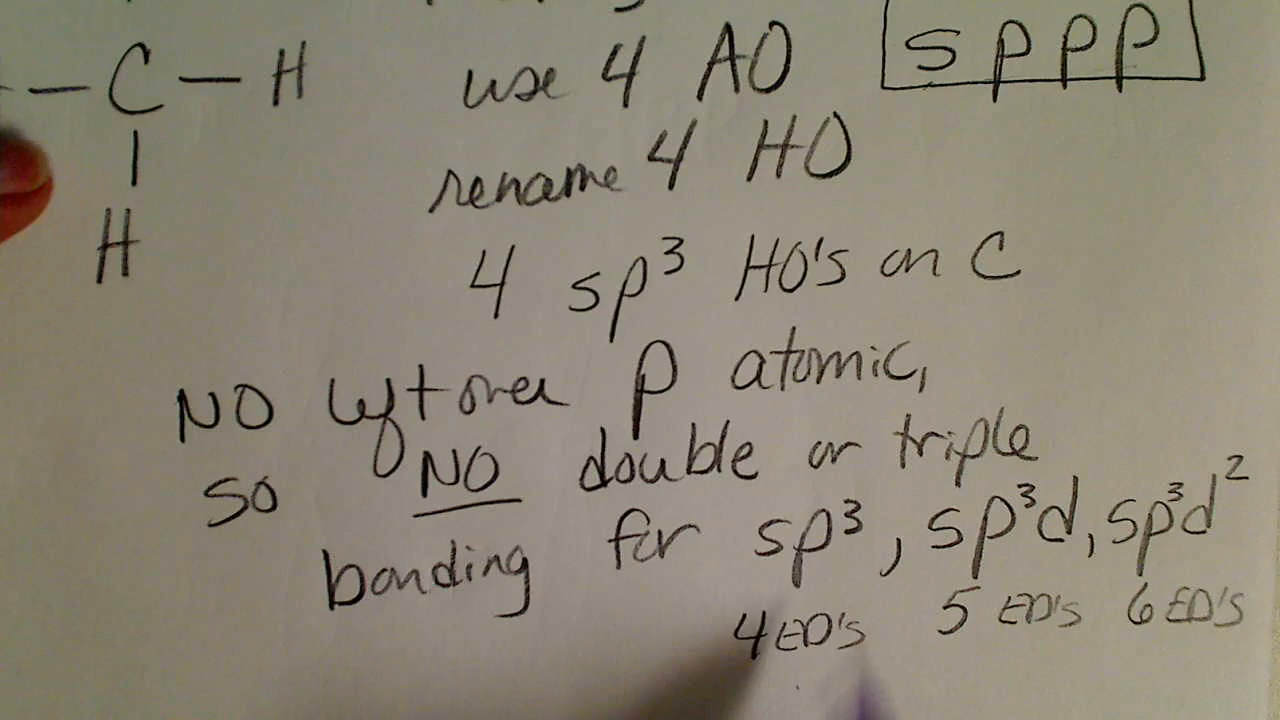 — C — H
use 4 AO
s p p p
rename 4 HO
H
4 sp³ HO's on C
NO leftover p atomic,
so NO double or triple
bonding for sp³, sp³d, sp³d²
4 ED's 5 ED's 6 ED's